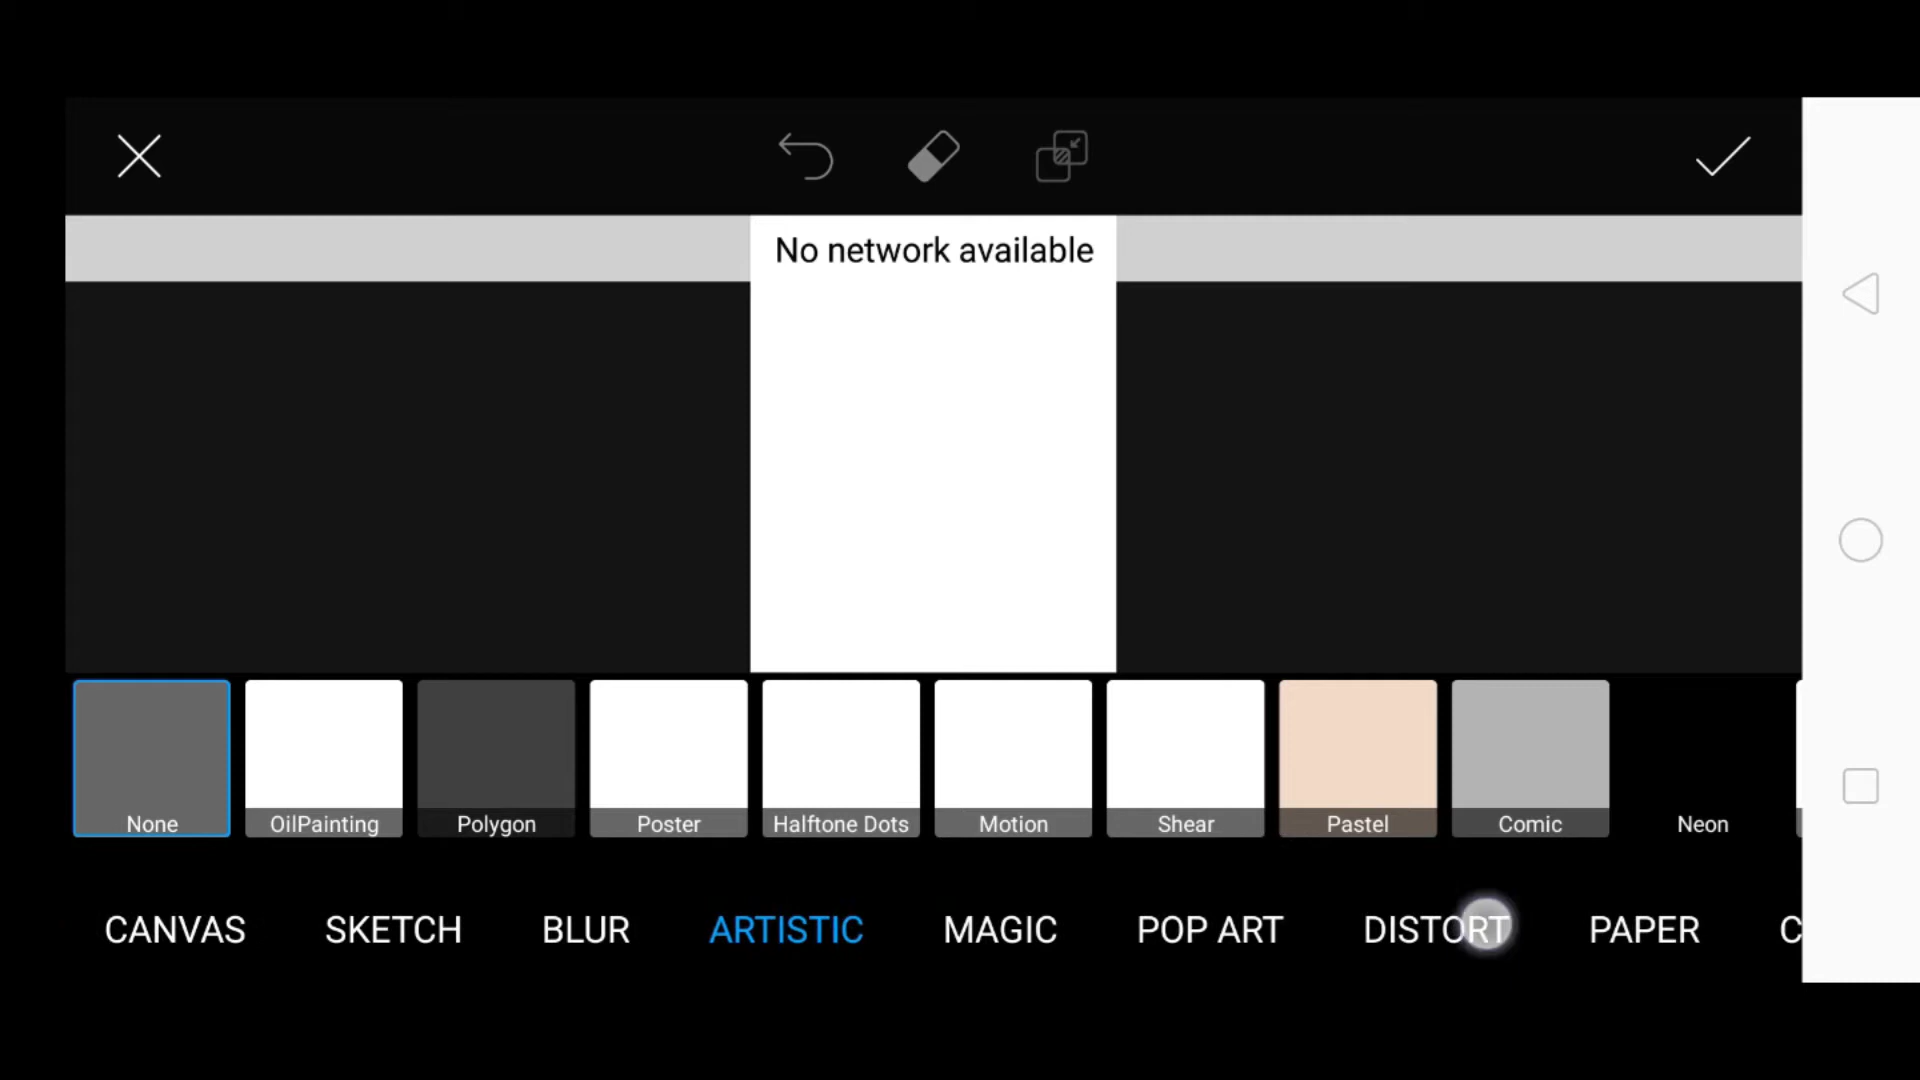 No network available
None OilPainting Polygon Poster Halftone Dots Motion Shear Pastel Comic Neon
CANVAS SKETCH BLUR ARTISTIC MAGIC POP ART DISTORT PAPER C